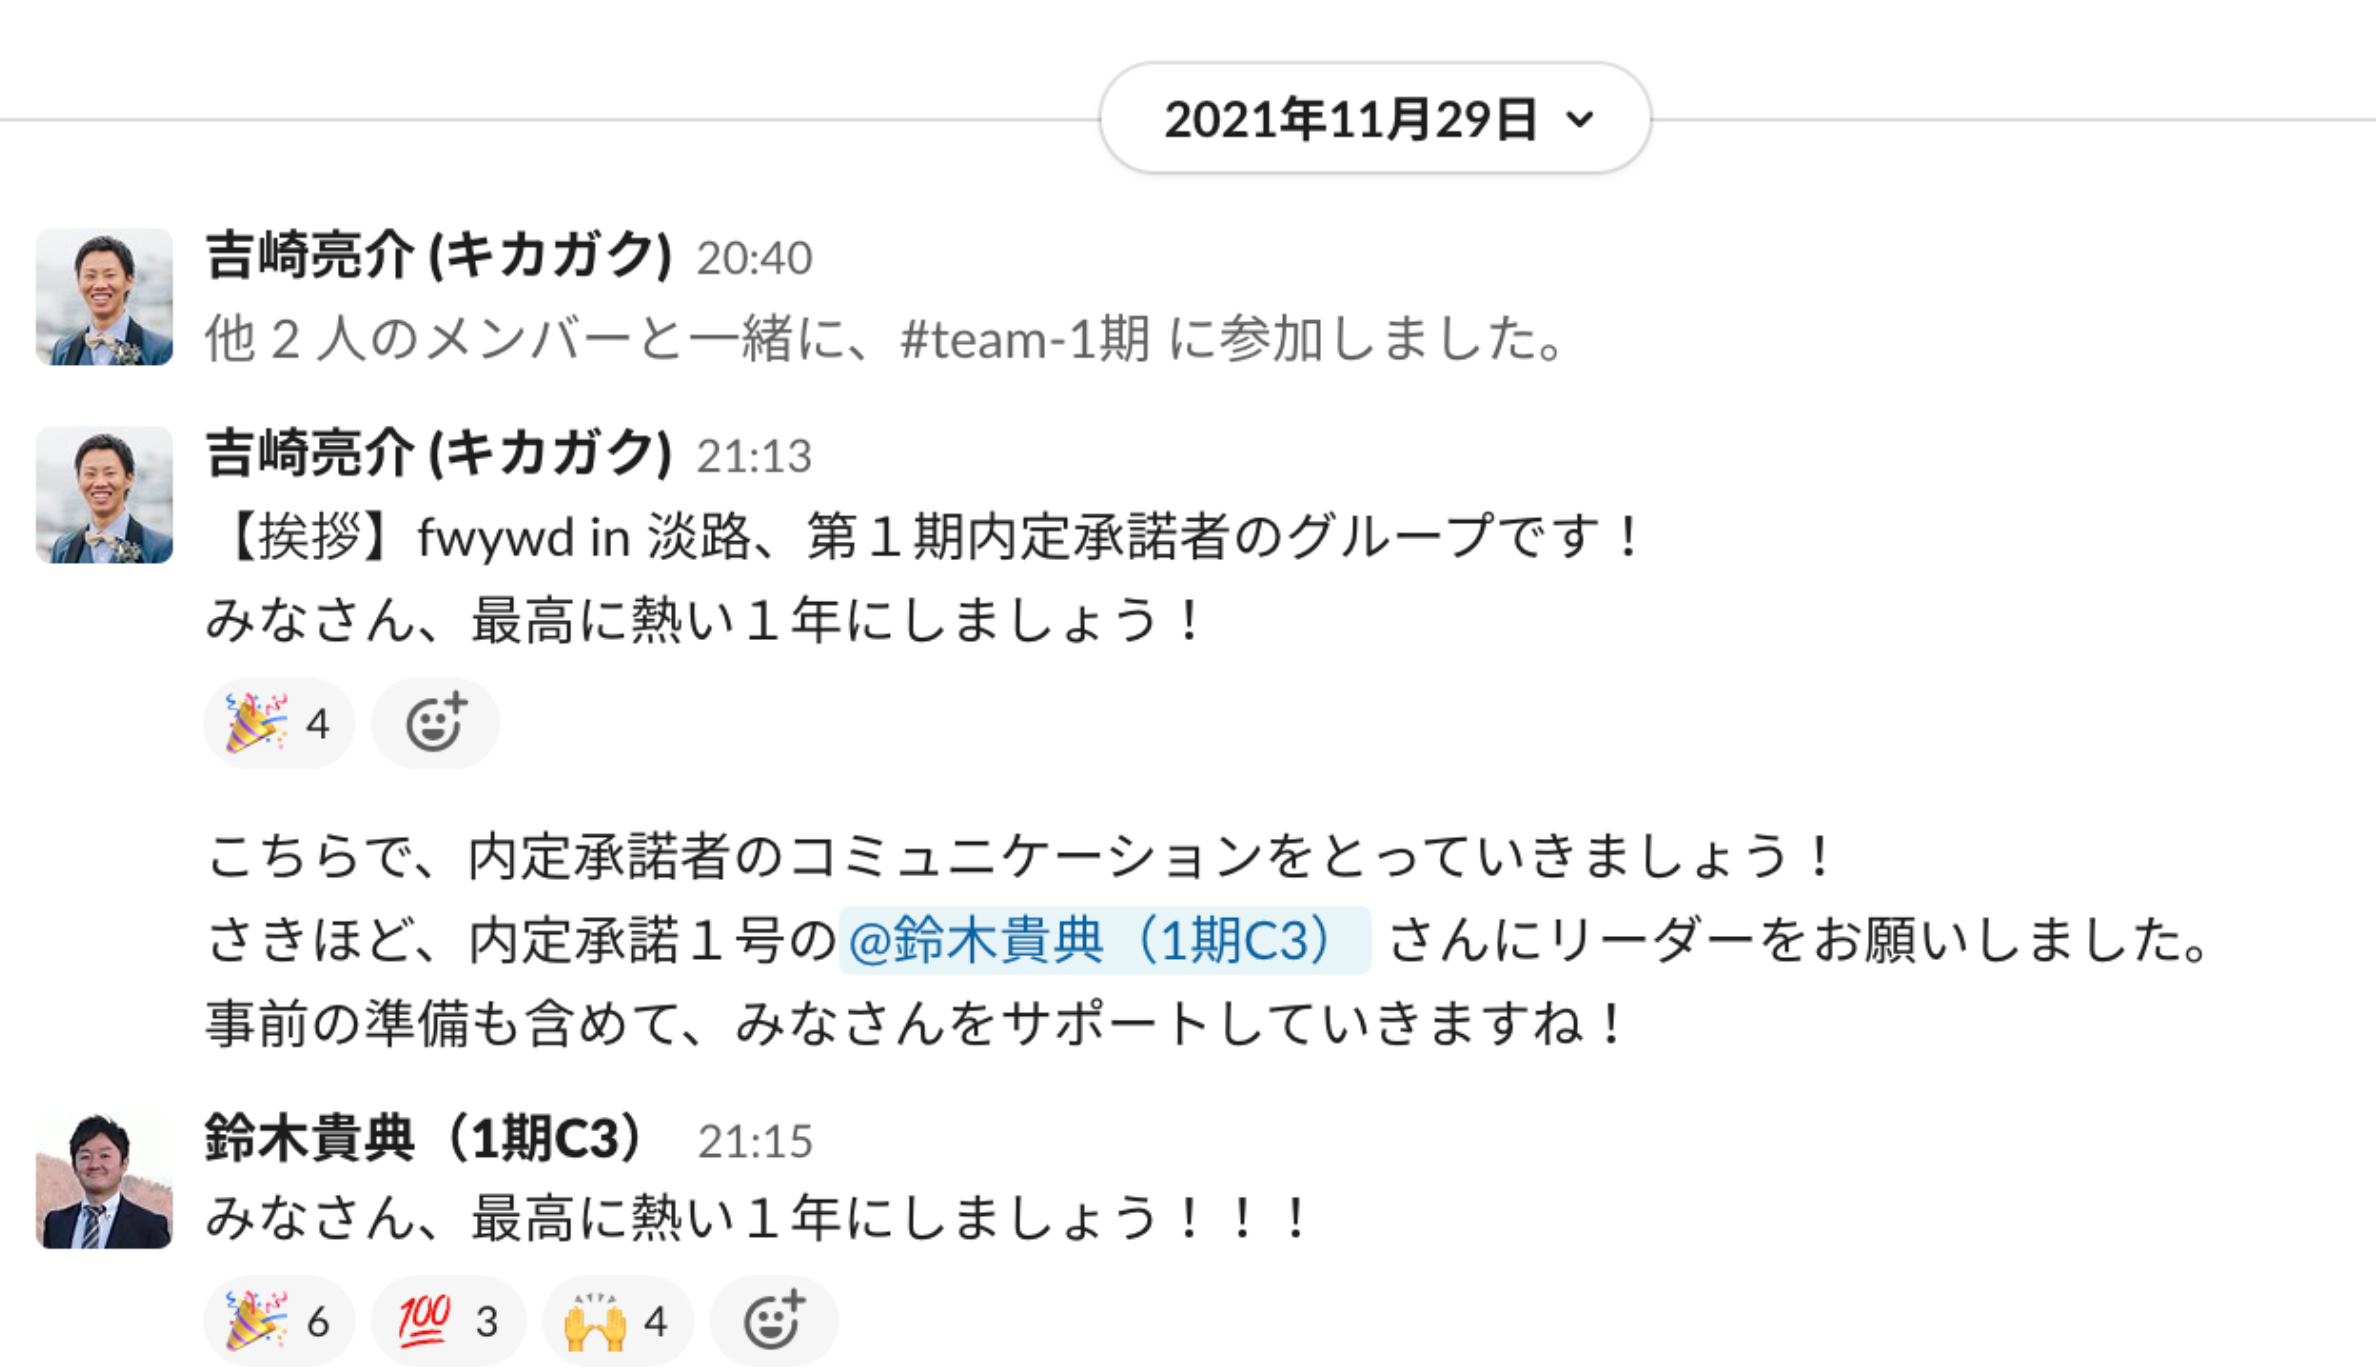 2021年11月29日
吉崎亮介 (キカガク) 20:40
他 2 人のメンバーと一緒に、#team-1期 に参加しました。
吉崎亮介 (キカガク) 21:13
【挨拶】fwywd in 淡路、第１期内定承諾者のグループです！
みなさん、最高に熱い１年にしましょう！
4
こちらで、内定承諾者のコミュニケーションをとっていきましょう！
さきほど、内定承諾１号の@鈴木貴典（1期C3） さんにリーダーをお願いしました。
事前の準備も含めて、みなさんをサポートしていきますね！
鈴木貴典（1期C3） 21:15
みなさん、最高に熱い１年にしましょう！！！
6 100 3 4